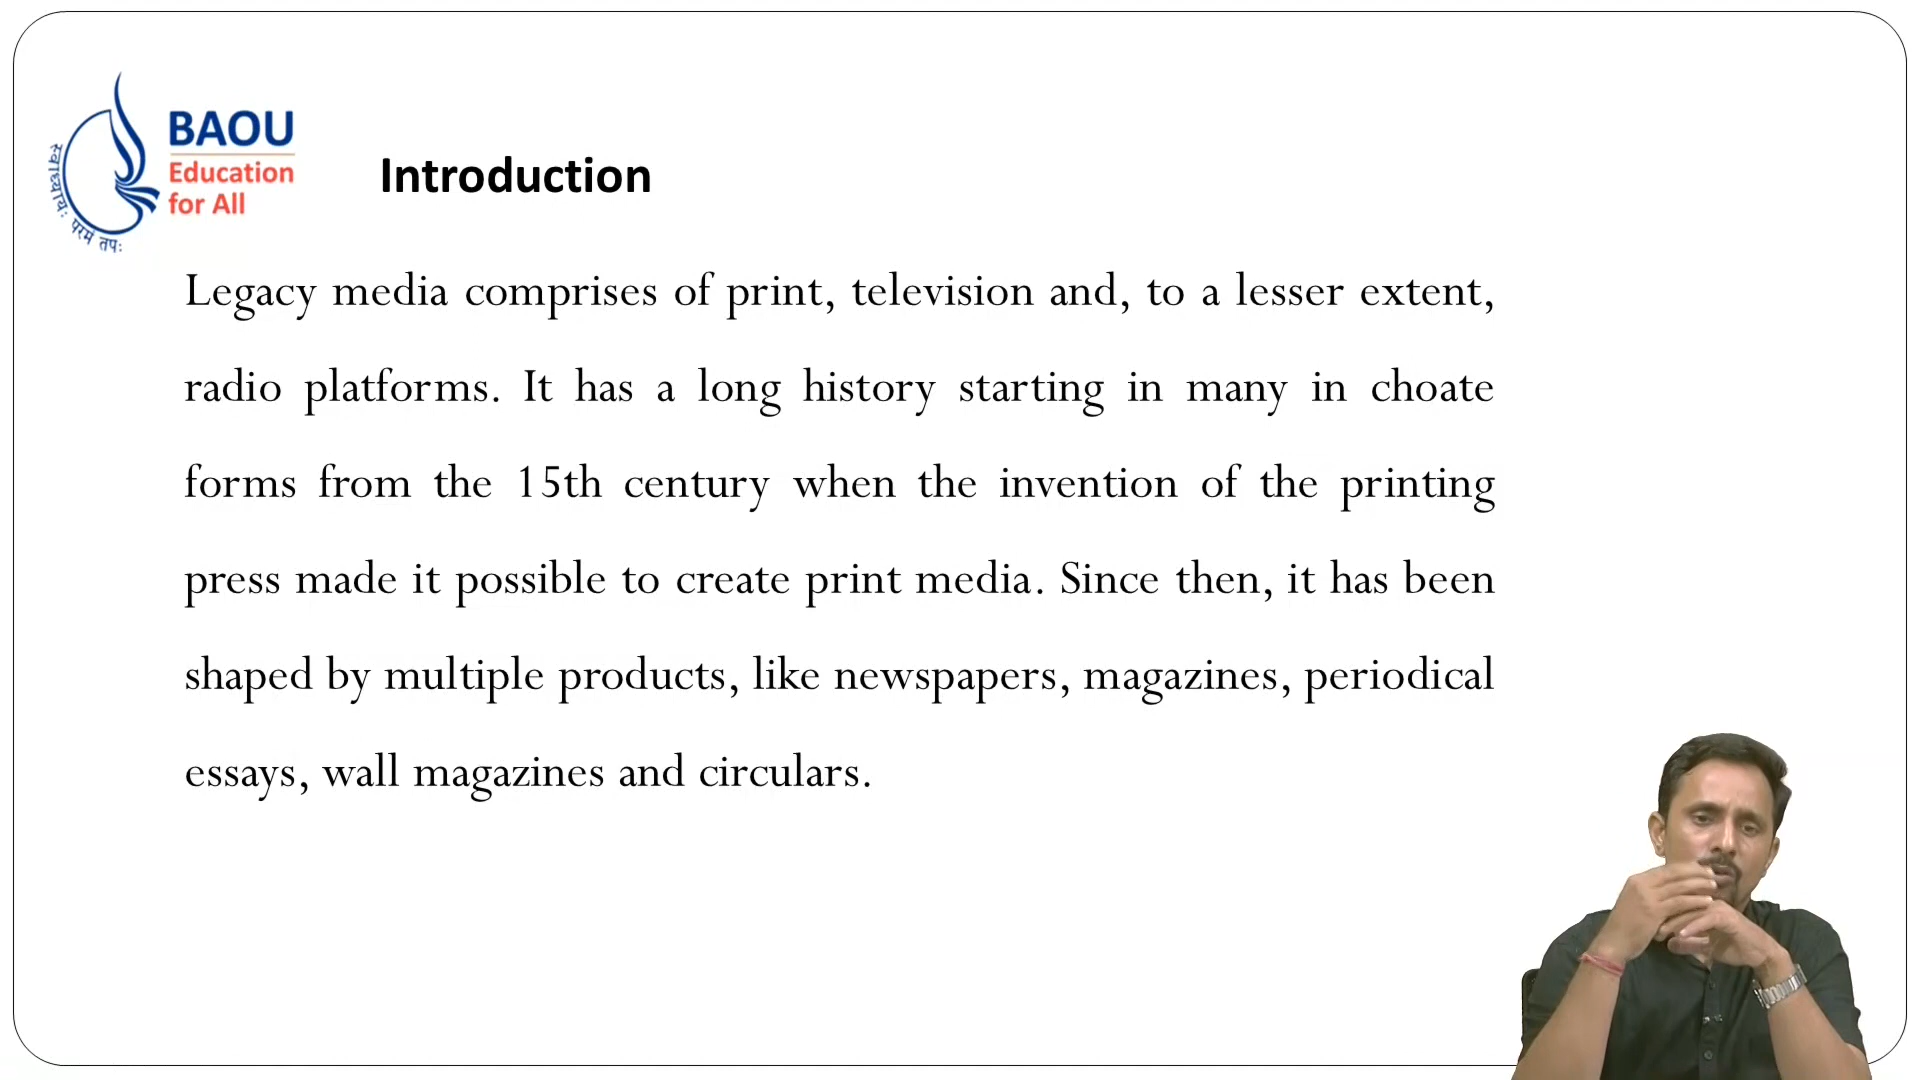 BAOU
Education
for All
स्वाध्यायः परमं तपः
Introduction
Legacy media comprises of print, television and, to a lesser extent,
radio platforms. It has a long history starting in many in choate
forms from the 15th century when the invention of the printing
press made it possible to create print media. Since then, it has been
shaped by multiple products, like newspapers, magazines, periodical
essays, wall magazines and circulars.